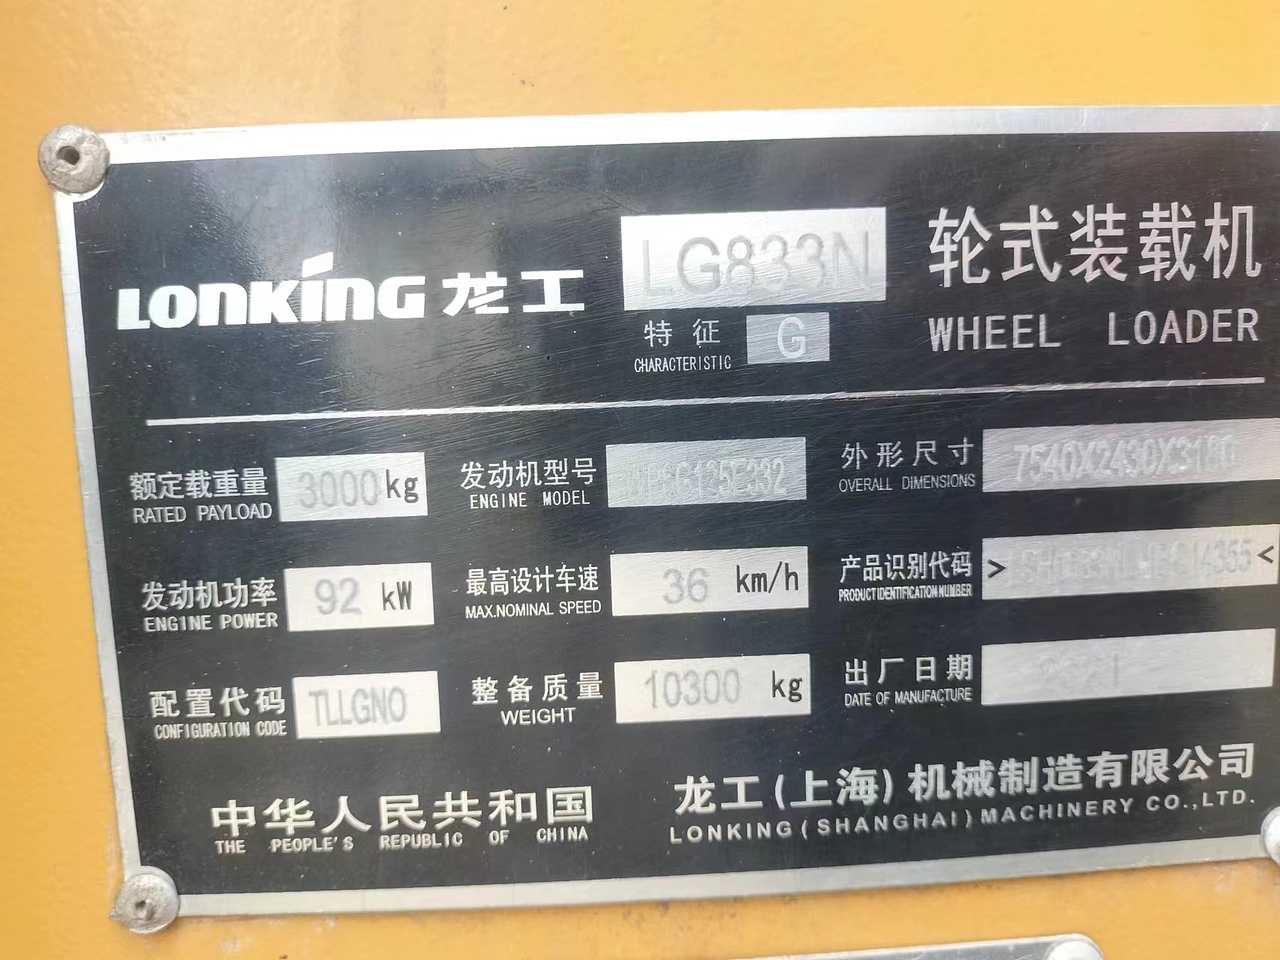 LONKING 龙工 LG833N 轮式装载机
特征 G
CHARACTERISTIC
WHEEL LOADER
额定载重量 3000kg
RATED PAYLOAD
发动机型号 WP6G125E332
ENGINE MODEL
外形尺寸 7540X2430X3180
OVERALL DIMENSIONS
发动机功率 92 kW
ENGINE POWER
最高设计车速 36 km/h
MAX.NOMINAL SPEED
产品识别代码 > <
PRODUCT IDENTIFICATION NUMBER
配置代码 TLLGNO
CONFIGURATION CODE
整备质量 10300 kg
WEIGHT
出厂日期
DATE OF MANUFACTURE
中华人民共和国
THE PEOPLE'S REPUBLIC OF CHINA
龙工(上海)机械制造有限公司
LONKING(SHANGHAI)MACHINERY CO.,LTD.